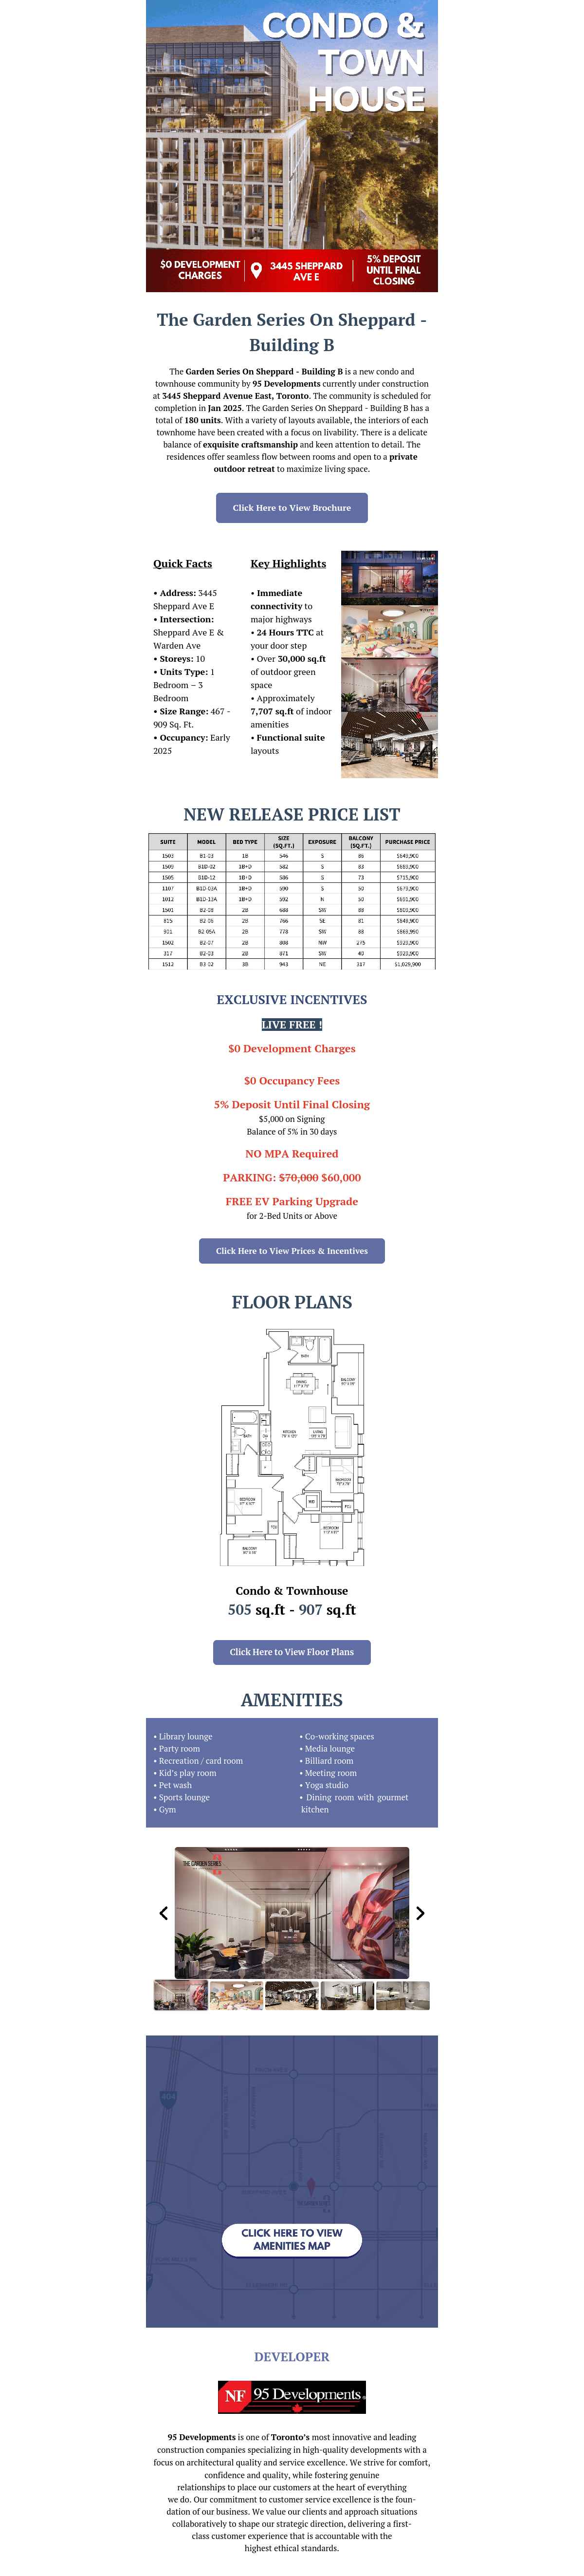 CONDO &
TOWN
HOUSE
$0 DEVELOPMENT
CHARGES
3445 SHEPPARD
AVE E
5% DEPOSIT
UNTIL FINAL
CLOSING
The Garden Series On Sheppard -
Building B
The Garden Series On Sheppard - Building B is a new condo and
townhouse community by 95 Developments currently under construction
at 3445 Sheppard Avenue East, Toronto. The community is scheduled for
completion in Jan 2025. The Garden Series On Sheppard - Building B has a
total of 180 units. With a variety of layouts available, the interiors of each
townhome have been created with a focus on livability. There is a delicate
balance of exquisite craftsmanship and keen attention to detail. The
residences offer seamless flow between rooms and open to a private
outdoor retreat to maximize living space.
Click Here to View Brochure
Quick Facts
• Address: 3445
Sheppard Ave E
• Intersection:
Sheppard Ave E &
Warden Ave
• Storeys: 10
• Units Type: 1
Bedroom – 3
Bedroom
• Size Range: 467 -
909 Sq. Ft.
• Occupancy: Early
2025
Key Highlights
• Immediate
connectivity to
major highways
• 24 Hours TTC at
your door step
• Over 30,000 sq.ft
of outdoor green
space
• Approximately
7,707 sq.ft of indoor
amenities
• Functional suite
layouts
NEW RELEASE PRICE LIST
SUITE MODEL BED TYPE SIZE (SQ.FT.) EXPOSURE BALCONY (SQ.FT.) PURCHASE PRICE
1503 B1-03 1B 546 S 86 $649,900
1509 B1D-02 1B+D 582 S 83 $689,900
1505 B1D-12 1B+D 586 S 73 $715,900
1107 B1D-03A 1B+D 590 S 50 $679,900
1012 B1D-13A 1B+D 592 N 50 $691,900
1501 B2-08 2B 688 SW 88 $809,900
815 B2-06 2B 766 SE 81 $849,900
901 B2-05A 2B 778 SW 88 $869,990
1502 B2-07 2B 808 NW 275 $923,900
317 B2-03 2B 871 SW 40 $923,900
1512 B3-02 3B 943 NE 317 $1,029,900
EXCLUSIVE INCENTIVES
LIVE FREE !
$0 Development Charges
$0 Occupancy Fees
5% Deposit Until Final Closing
$5,000 on Signing
Balance of 5% in 30 days
NO MPA Required
PARKING: $70,000 $60,000
FREE EV Parking Upgrade
for 2-Bed Units or Above
Click Here to View Prices & Incentives
FLOOR PLANS
BATH
BALCONY
DINING
BATH
KITCHEN
LIVING
BEDROOM
BEDROOM
BEDROOM
BALCONY
Condo & Townhouse
505 sq.ft - 907 sq.ft
Click Here to View Floor Plans
AMENITIES
• Library lounge
• Party room
• Recreation / card room
• Kid's play room
• Pet wash
• Sports lounge
• Gym
• Co-working spaces
• Media lounge
• Billiard room
• Meeting room
• Yoga studio
• Dining room with gourmet
kitchen
THE GARDEN SERIES
404
CLICK HERE TO VIEW
AMENITIES MAP
DEVELOPER
NF 95 Developments
95 Developments is one of Toronto's most innovative and leading
construction companies specializing in high-quality developments with a
focus on architectural quality and service excellence. We strive for comfort,
confidence and quality, while fostering genuine
relationships to place our customers at the heart of everything
we do. Our commitment to customer service excellence is the foun-
dation of our business. We value our clients and approach situations
collaboratively to shape our strategic direction, delivering a first-
class customer experience that is accountable with the
highest ethical standards.